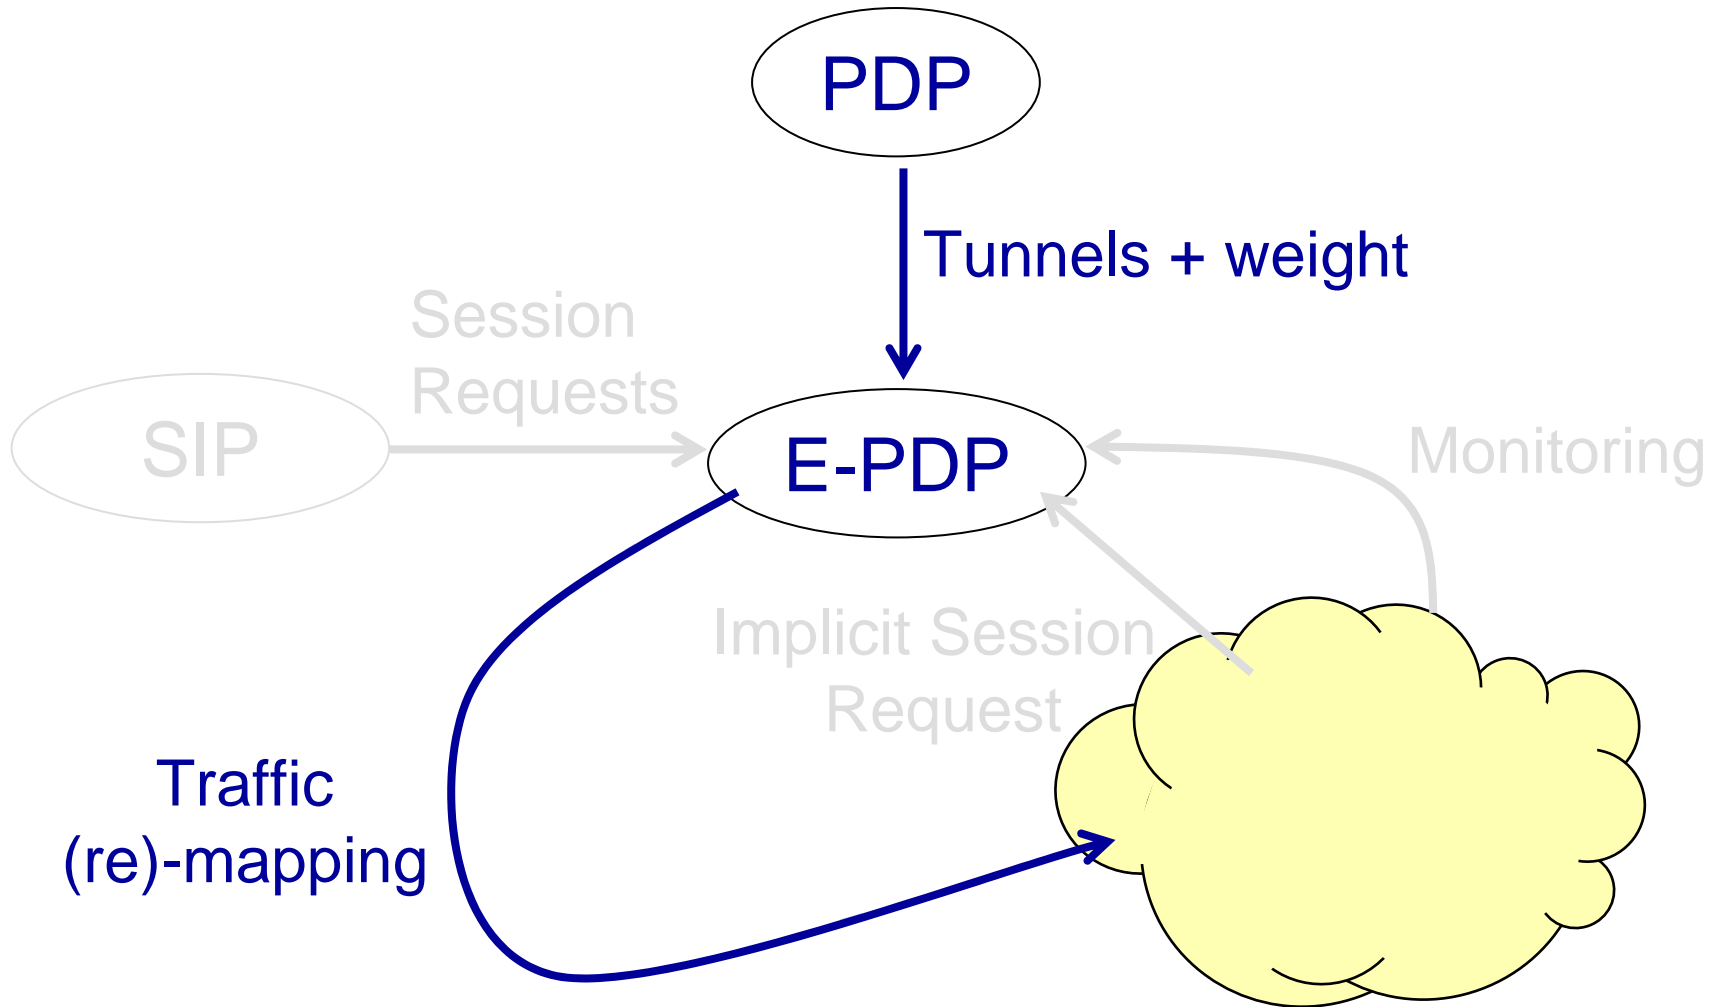 PDP
Tunnels + weight
Session
Requests
SIP
E-PDP
Monitoring
Implicit Session
Request
Traffic
(re)-mapping